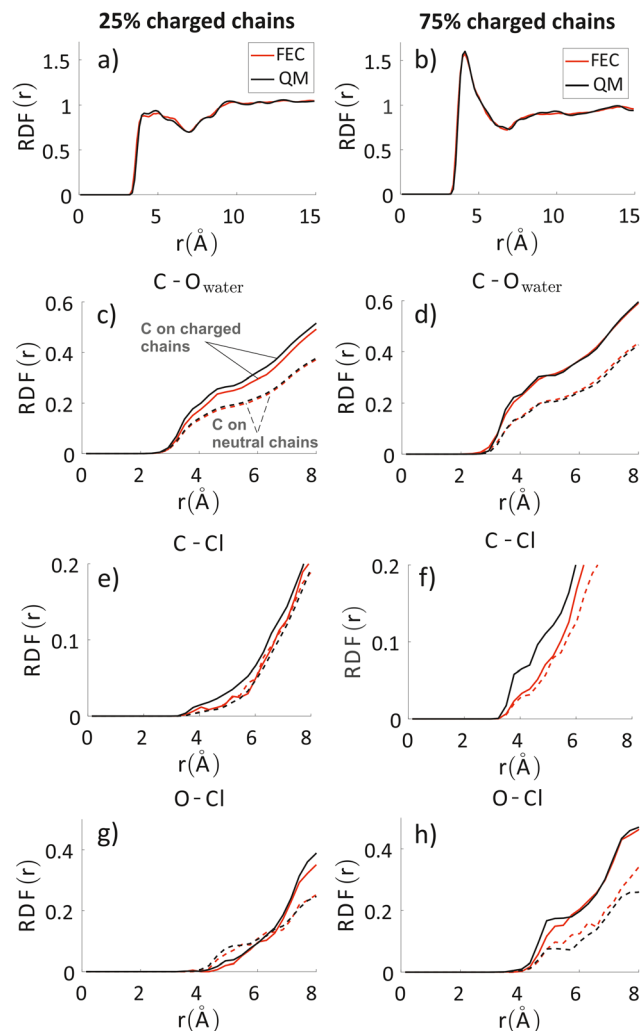 25% charged chains
75% charged chains
a)
FEC
QM
RDF(r)
1.5
1
0.5
0
0 5 10 15
r(Å)
b)
FEC
QM
RDF(r)
1.5
1
0.5
0
0 5 10 15
r(Å)
C - Owater
C - Owater
c)
C on charged
chains
C on
neutral chains
RDF(r)
0.6
0.4
0.2
0
0 2 4 6 8
r(Å)
d)
RDF(r)
0.6
0.4
0.2
0
0 2 4 6 8
r(Å)
C - Cl
C - Cl
e)
RDF(r)
0.2
0.1
0
0 2 4 6 8
r(Å)
f)
RDF(r)
0.2
0.1
0
0 2 4 6 8
r(Å)
O - Cl
O - Cl
g)
RDF(r)
0.4
0.2
0
0 2 4 6 8
r(Å)
h)
RDF(r)
0.4
0.2
0
0 2 4 6 8
r(Å)